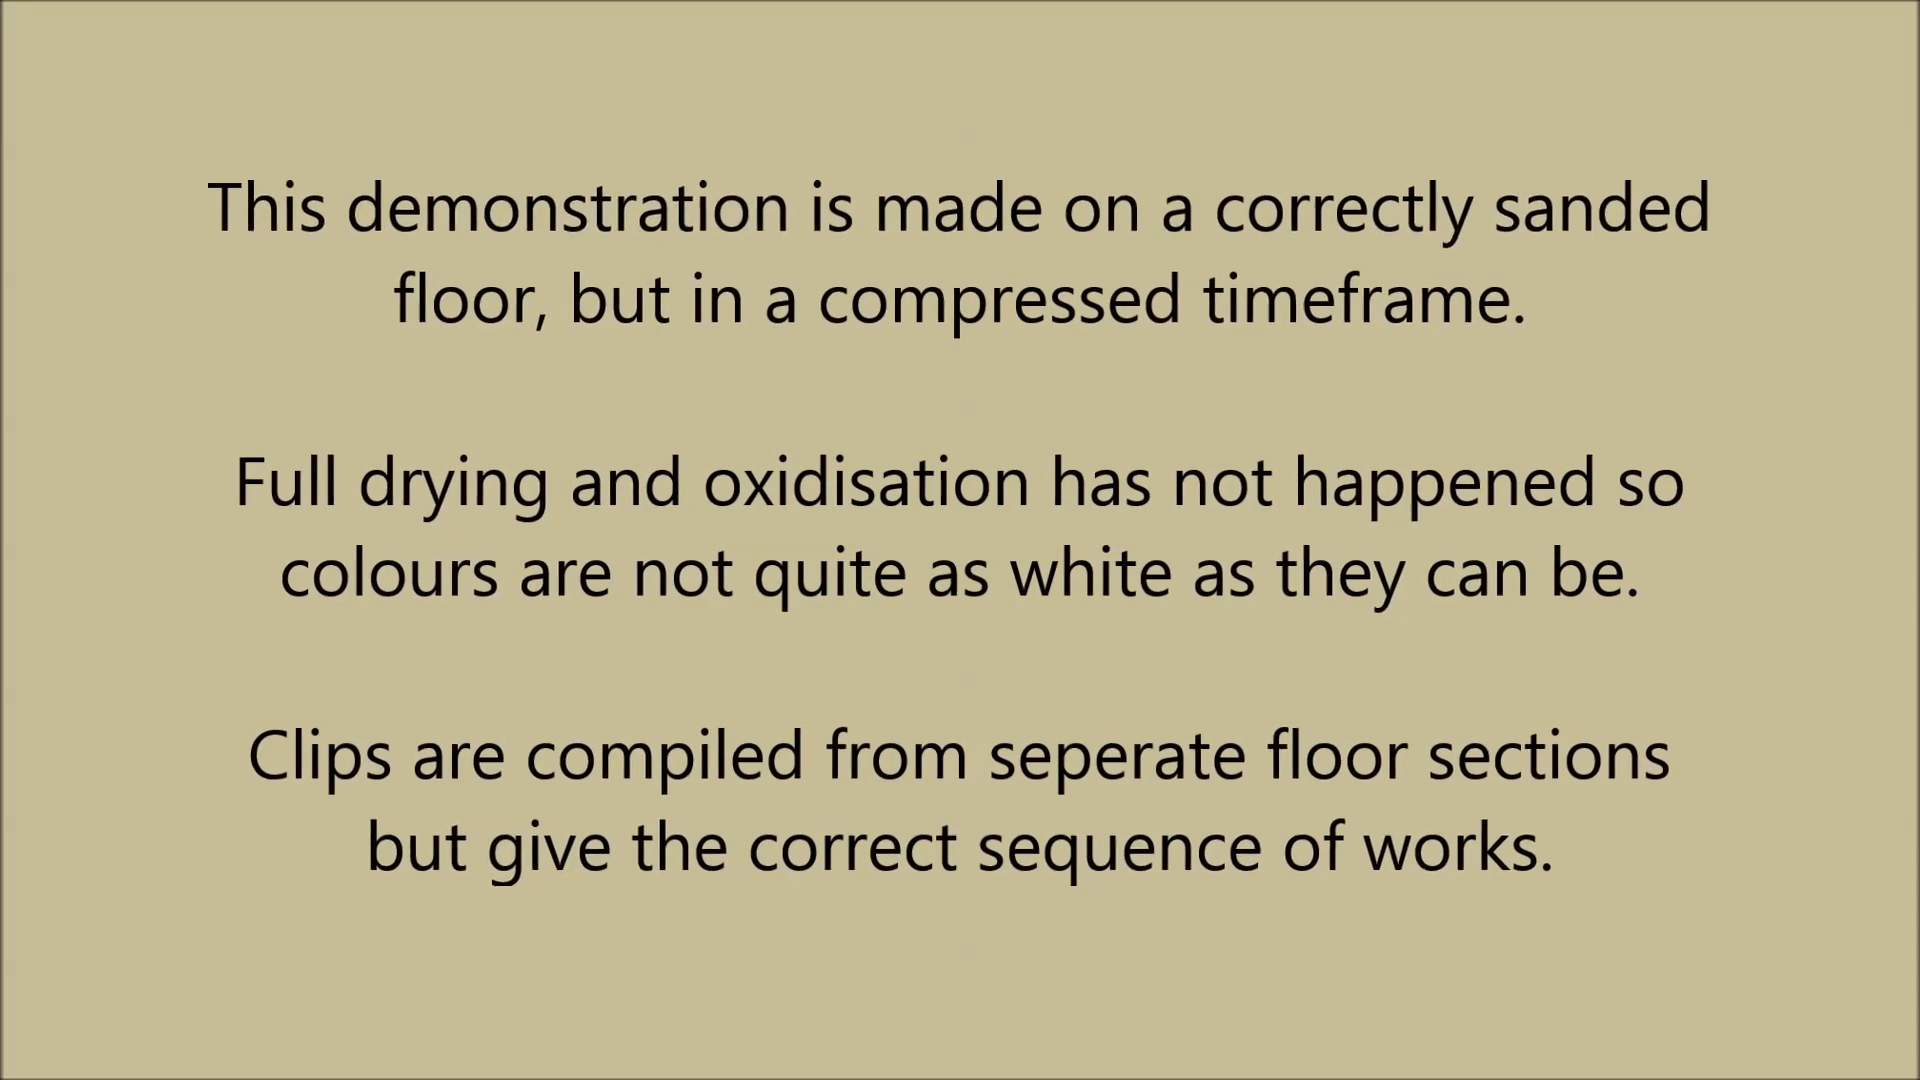 This demonstration is made on a correctly sanded
floor, but in a compressed timeframe.
Full drying and oxidisation has not happened so
colours are not quite as white as they can be.
Clips are compiled from seperate floor sections
but give the correct sequence of works.